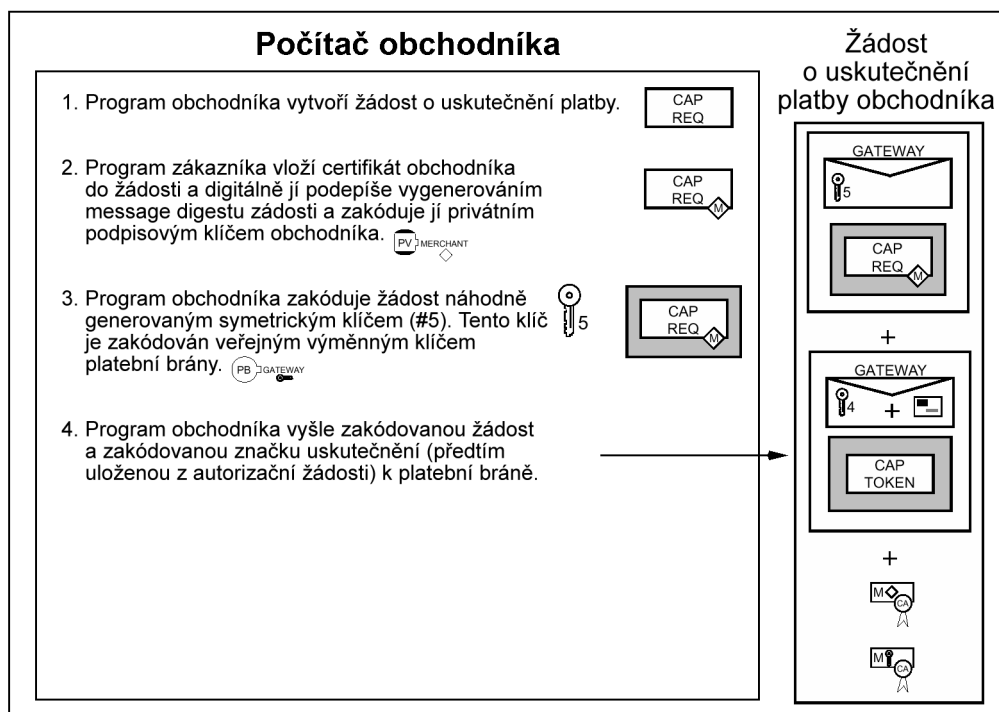 Počítač obchodníka
1. Program obchodníka vytvoří žádost o uskutečnění platby.
CAP
REQ
2. Program zákazníka vloží certifikát obchodníka
do žádosti a digitálně jí podepíše vygenerováním
message digestu zádosti a zakóduje jí privátním
podpisovým klíčem obchodníka.
PV MERCHANT
CAP
REQ
M
3. Program obchodníka zakóduje žádost náhodně
generovaným symetrickým klíčem (#5). Tento klíč
je zakódován veřejným výměnným klíčem
platební brány.
PB GATEWAY
5
CAP
REQ
M
4. Program obchodníka vyšle zakódovanou žádost
a zakódovanou značku uskutečnění (předtím
uloženou z autorizační žádosti) k platební bráně.
Žádost
o uskutečnění
platby obchodníka
GATEWAY
5
CAP
REQ
M
+
GATEWAY
4 +
CAP
TOKEN
+
M CA
M CA